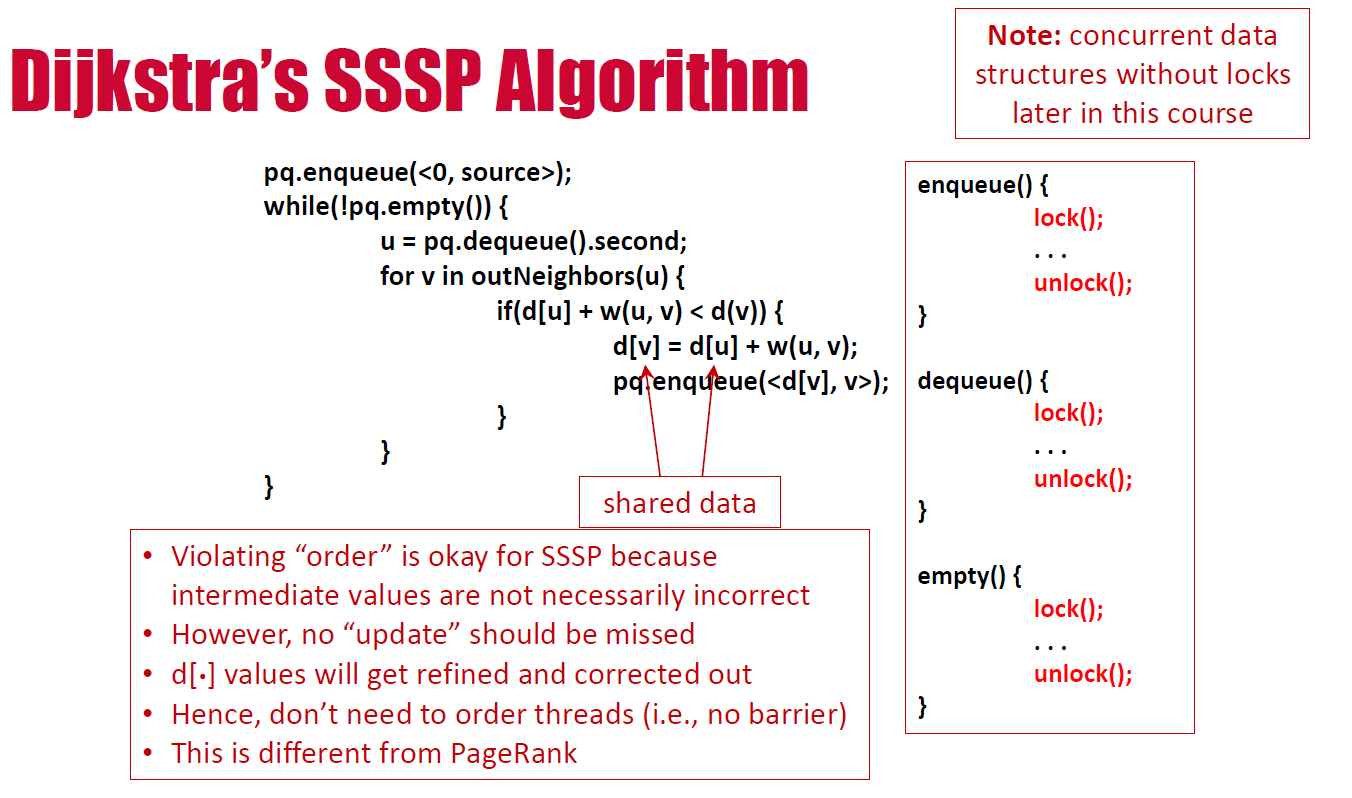 Dijkstra's SSSP Algorithm
Note: concurrent data
structures without locks
later in this course
pq.enqueue(<0, source>);
while(!pq.empty()) {
u = pq.dequeue().second;
for v in outNeighbors(u) {
if(d[u] + w(u, v) < d(v)) {
d[v] = d[u] + w(u, v);
pq.enqueue(<d[v], v>);
}
}
}
shared data
• Violating “order” is okay for SSSP because
intermediate values are not necessarily incorrect
• However, no “update” should be missed
• d[·] values will get refined and corrected out
• Hence, don’t need to order threads (i.e., no barrier)
• This is different from PageRank
enqueue() {
lock();
. . .
unlock();
}
dequeue() {
lock();
. . .
unlock();
}
empty() {
lock();
. . .
unlock();
}